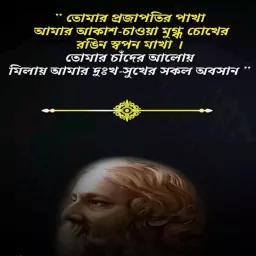 " তোমার প্রজাপতির পাখা
আমার আকাশ-চাওয়া মুগ্ধ চোখের
রঙিন স্বপন মাখা ।
তোমার চাঁদের আলোয়
মিলায় আমার দুঃখ-সুখের সকল অবসান "